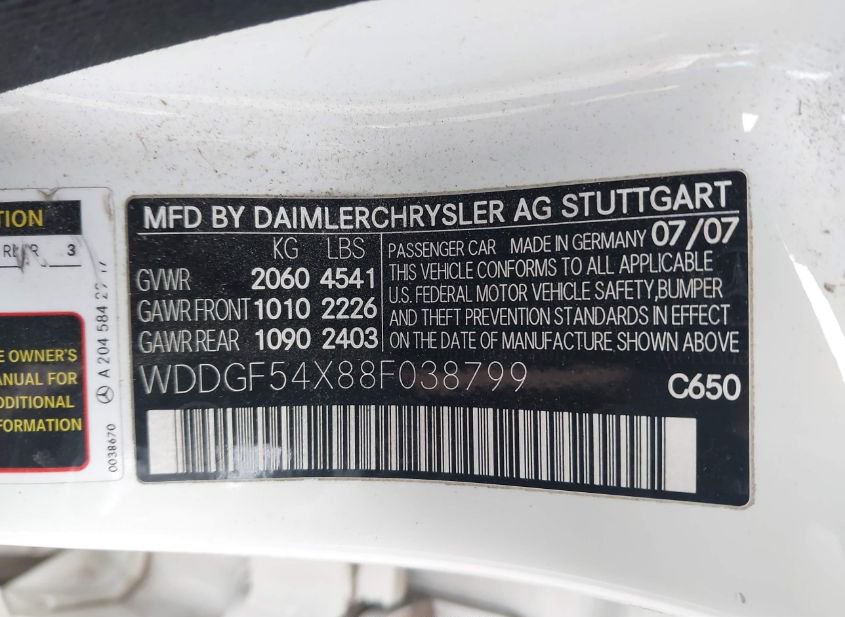 TION
3
A 204 584 2
E OWNER'S
ANUAL FOR
DDITIONAL
FORMATION
0038670
MFD BY DAIMLERCHRYSLER AG STUTTGART
KG LBS
GVWR 2060 4541
GAWR FRONT 1010 2226
GAWR REAR 1090 2403
PASSENGER CAR MADE IN GERMANY 07/07
THIS VEHICLE CONFORMS TO ALL APPLICABLE
U.S. FEDERAL MOTOR VEHICLE SAFETY,BUMPER
AND THEFT PREVENTION STANDARDS IN EFFECT
ON THE DATE OF MANUFACTURE SHOWN ABOVE
WDDGF54X88F038799
C650